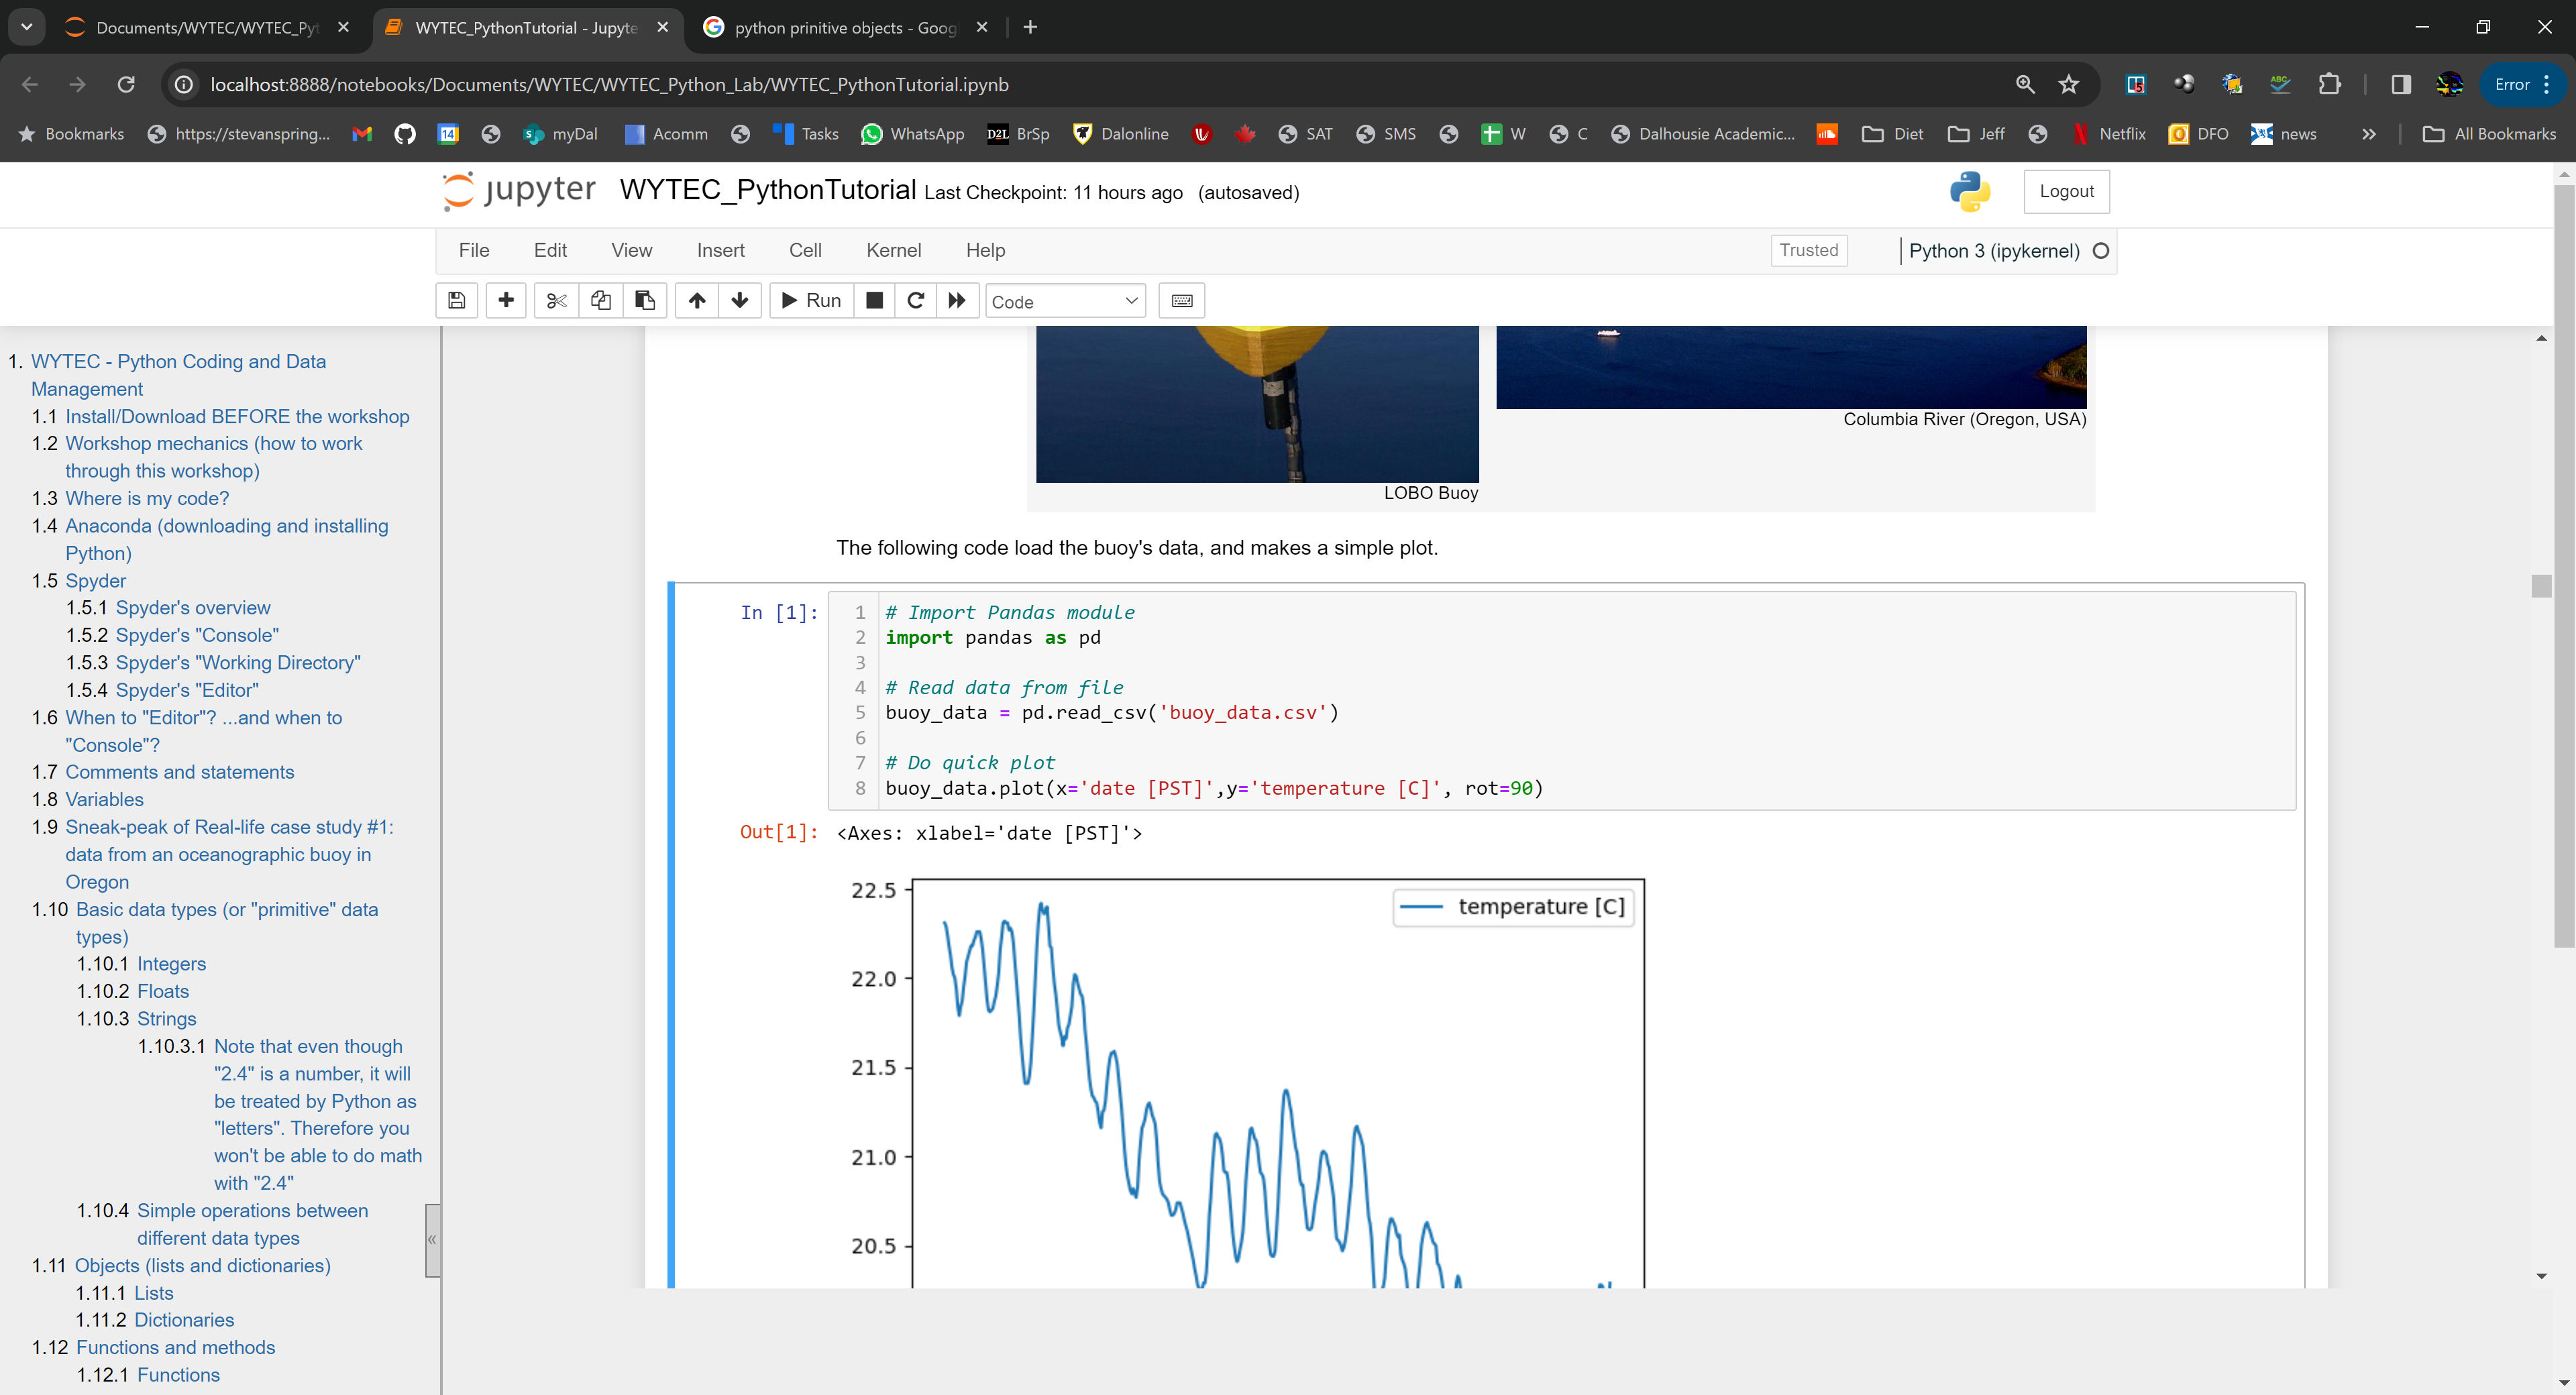 Documents/WYTEC/WYTEC_Pyt
WYTEC_PythonTutorial - Jupyte
python prinitive objects - Goog
localhost:8888/notebooks/Documents/WYTEC/WYTEC_Python_Lab/WYTEC_PythonTutorial.ipynb
Error
Bookmarks https://stevanspring... 14 myDal Acomm Tasks WhatsApp D2L BrSp Dalonline SAT SMS W C Dalhousie Academic... Diet Jeff Netflix DFO news » All Bookmarks
jupyter WYTEC_PythonTutorial Last Checkpoint: 11 hours ago (autosaved)
Logout
File Edit View Insert Cell Kernel Help
Trusted
Python 3 (ipykernel)
Run
Code
1. WYTEC - Python Coding and Data
Management
1.1 Install/Download BEFORE the workshop
1.2 Workshop mechanics (how to work
through this workshop)
1.3 Where is my code?
1.4 Anaconda (downloading and installing
Python)
1.5 Spyder
1.5.1 Spyder's overview
1.5.2 Spyder's "Console"
1.5.3 Spyder's "Working Directory"
1.5.4 Spyder's "Editor"
1.6 When to "Editor"? ...and when to
"Console"?
1.7 Comments and statements
1.8 Variables
1.9 Sneak-peak of Real-life case study #1:
data from an oceanographic buoy in
Oregon
1.10 Basic data types (or "primitive" data
types)
1.10.1 Integers
1.10.2 Floats
1.10.3 Strings
1.10.3.1 Note that even though
"2.4" is a number, it will
be treated by Python as
"letters". Therefore you
won't be able to do math
with "2.4"
1.10.4 Simple operations between
different data types
1.11 Objects (lists and dictionaries)
1.11.1 Lists
1.11.2 Dictionaries
1.12 Functions and methods
1.12.1 Functions
«
Columbia River (Oregon, USA)
LOBO Buoy
The following code load the buoy's data, and makes a simple plot.
In [1]:
1 # Import Pandas module
2 import pandas as pd
3
4 # Read data from file
5 buoy_data = pd.read_csv('buoy_data.csv')
6
7 # Do quick plot
8 buoy_data.plot(x='date [PST]',y='temperature [C]', rot=90)
Out[1]: <Axes: xlabel='date [PST]'>
temperature [C]
22.5
22.0
21.5
21.0
20.5